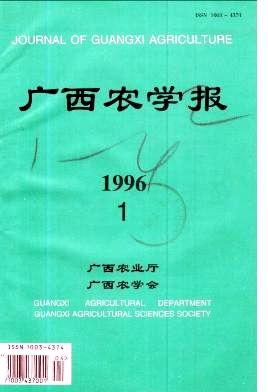 ISSN 1003-4374
JOURNAL OF GUANGXI AGRICULTURE
广西农学报
1996
1
广西农业厅
广西农学会
GUANGXI AGRICULTURAL DEPARTMENT
GUANGXI AGRICULTURAL SCIENCES SOCIETY
ISSN 1003-4374